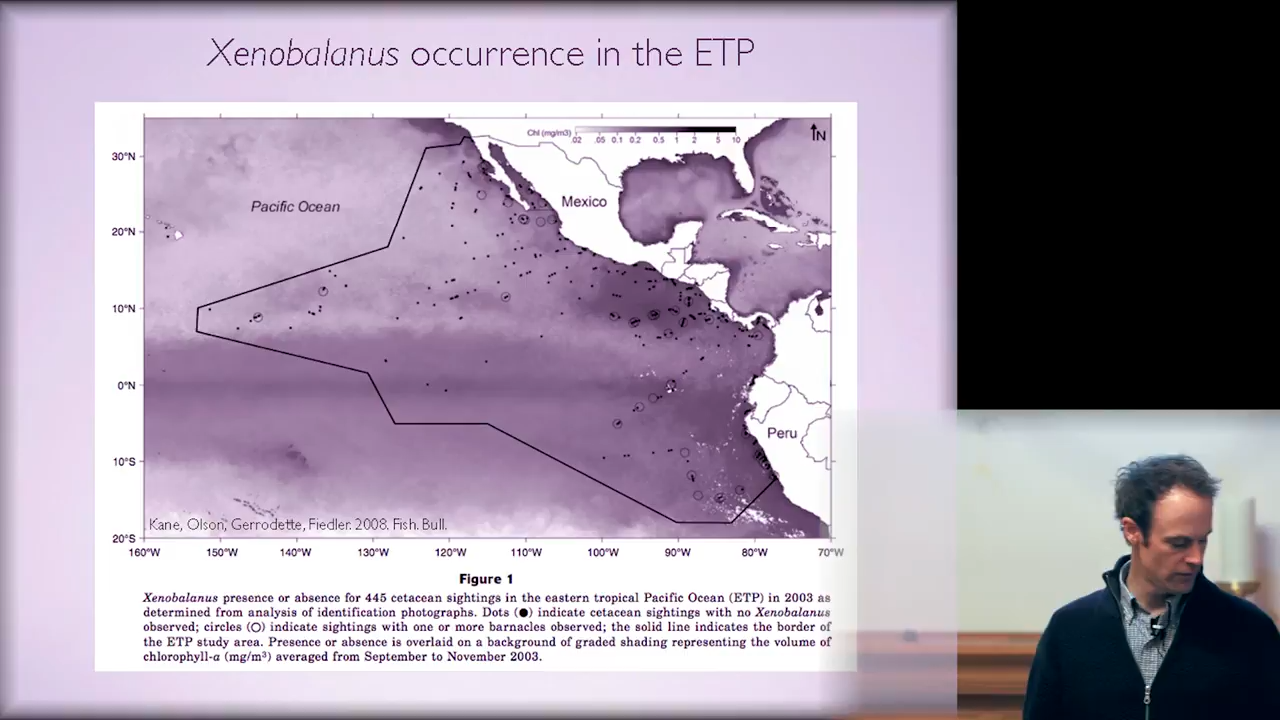 Xenobalanus occurrence in the ETP
Chl (mg/m3)
.02 .05 0.1 0.2 0.5 1 2 5 10
N
30°N
Mexico
Pacific Ocean
20°N
10°N
0°N
Peru
10°S
Kane, Olson, Gerrodette, Fiedler. 2008. Fish. Bull.
20°S
160°W 150°W 140°W 130°W 120°W 110°W 100°W 90°W 80°W 70°W
Figure 1
Xenobalanus presence or absence for 445 cetacean sightings in the eastern tropical Pacific Ocean (ETP) in 2003 as
determined from analysis of identification photographs. Dots (●) indicate cetacean sightings with no Xenobalanus
observed; circles (○) indicate sightings with one or more barnacles observed; the solid line indicates the border of
the ETP study area. Presence or absence is overlaid on a background of graded shading representing the volume of
chlorophyll-a (mg/m³) averaged from September to November 2003.